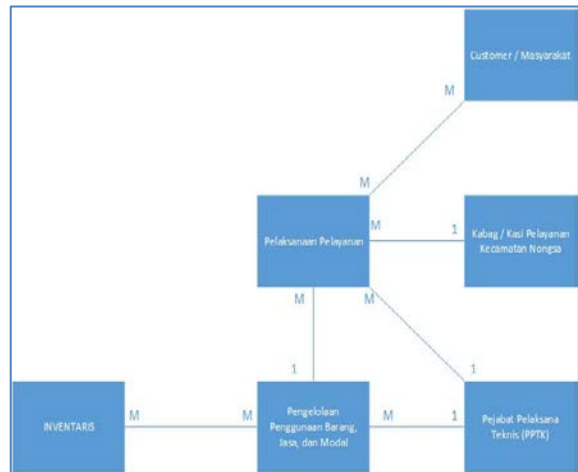 Customer / Masyarakat
M
M
Pelaksanaan Pelayanan
M
1
Kabag / Kasi Pelayanan
Kecamatan Nongsa
M
M
1
1
INVENTARIS
M
M
Pengelolaan
Penggunaan Barang,
Jasa, dan Modal
M
1
Pejabat Pelaksana
Teknis (PPTK)